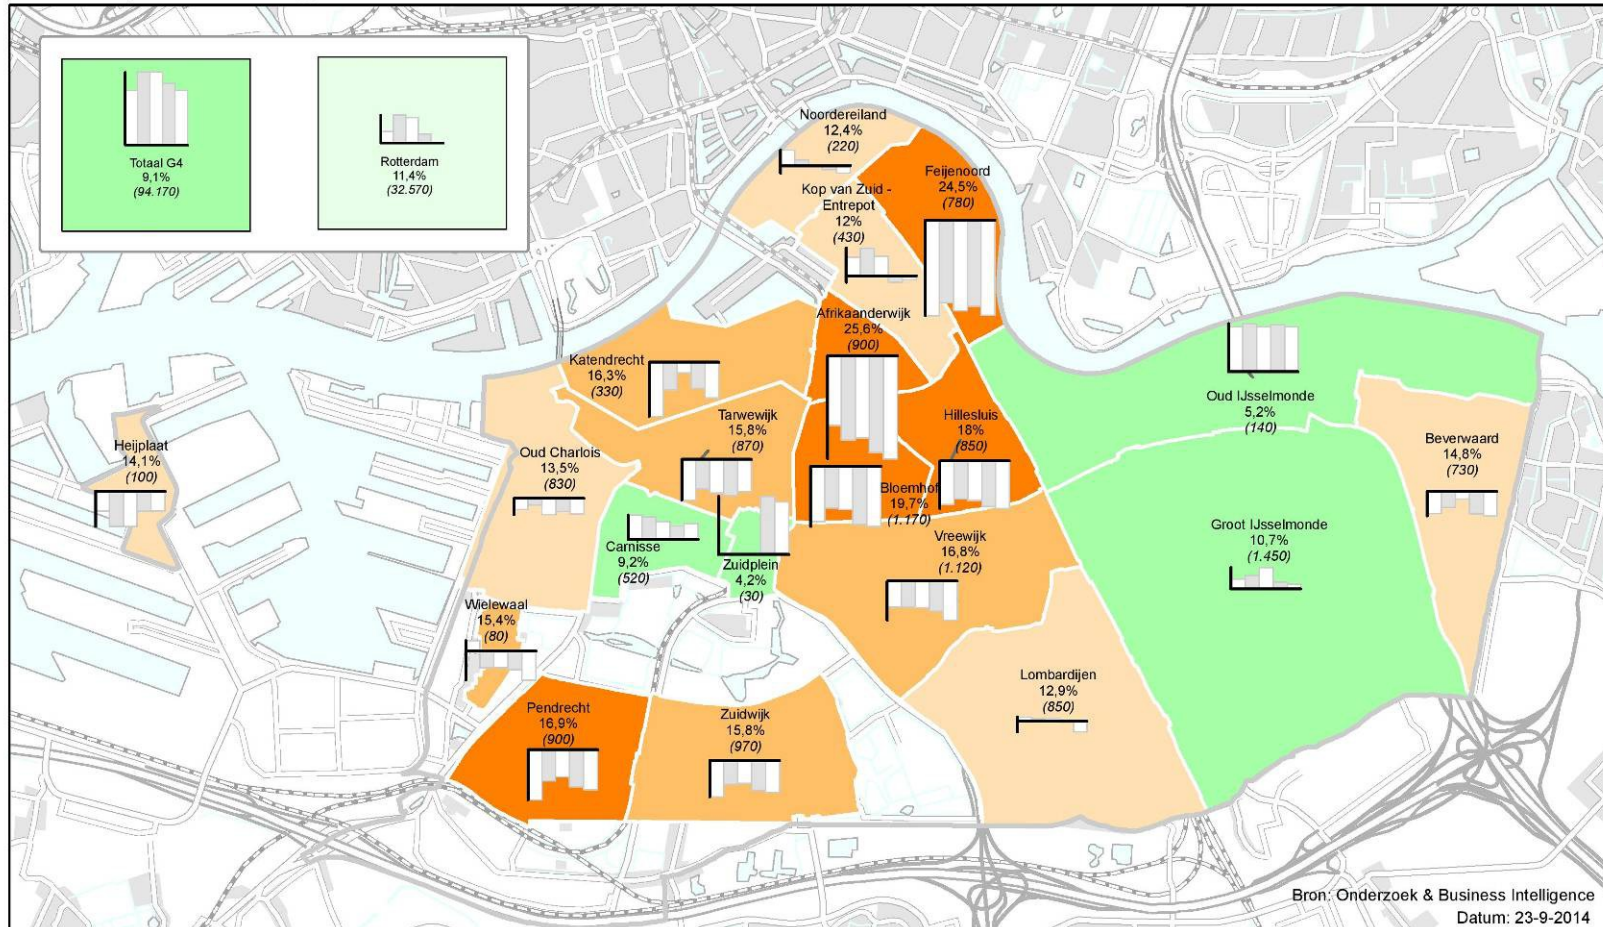 Totaal G4
9,1%
(94.170)
Rotterdam
11,4%
(32.570)
Noordereiland
12,4%
(220)
Feijenoord
24,5%
(780)
Kop van Zuid -
Entrepot
12%
(430)
Afrikaanderwijk
25,6%
(900)
Katendrecht
16,3%
(330)
Tarwewijk
15,8%
(870)
Hillesluis
18%
(850)
Oud IJsselmonde
5,2%
(140)
Beverwaard
14,8%
(730)
Heijplaat
14,1%
(100)
Oud Charlois
13,5%
(830)
Bloemhof
19,7%
(1.170)
Groot IJsselmonde
10,7%
(1.450)
Vreewijk
16,8%
(1.120)
Carnisse
9,2%
(520)
Zuidplein
4,2%
(30)
Wielewaal
15,4%
(80)
Lombardijen
12,9%
(850)
Pendrecht
16,9%
(900)
Zuidwijk
15,8%
(970)
Bron: Onderzoek & Business Intelligence
Datum: 23-9-2014